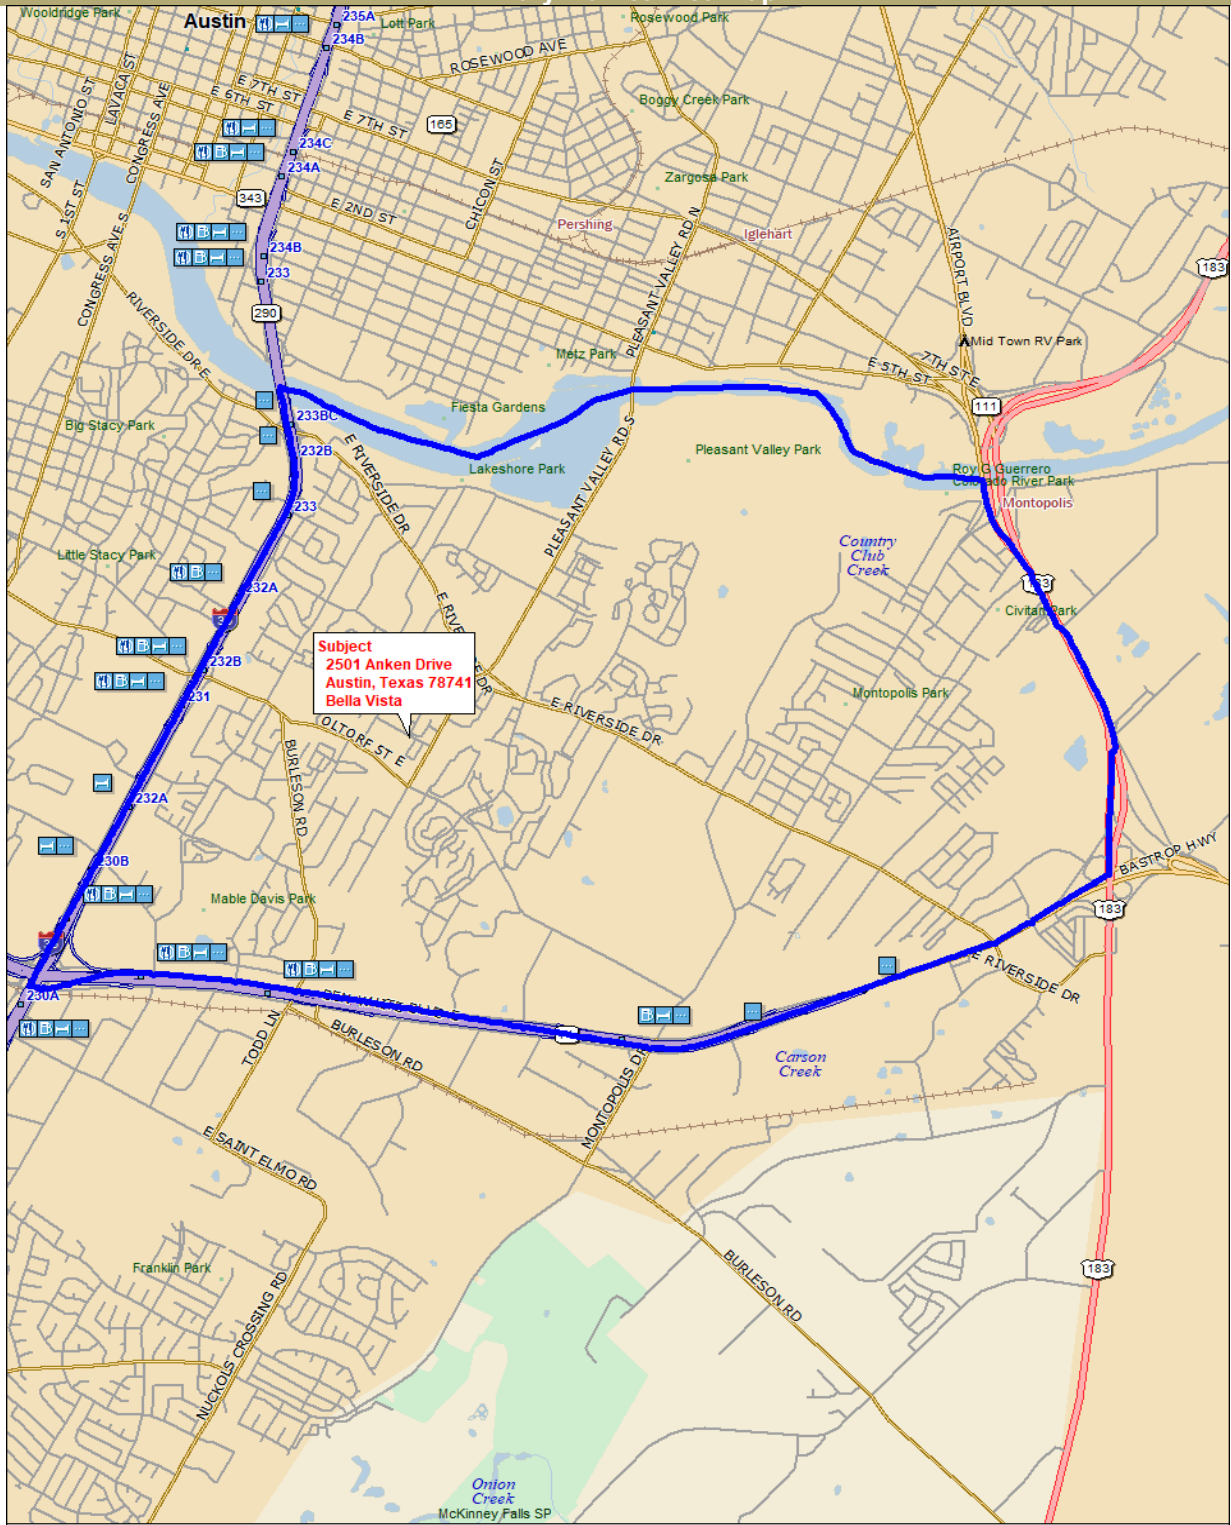 Wooldridge Park
Austin
235A
Lott Park
Rosewood Park
234B
ROSEWOOD AVE
SAN ANTONIO ST
LAVACA ST
CONGRESS AVE
E 7TH ST
E 6TH ST
E 7TH ST
165
Boggy Creek Park
234C
234A
Zargosa Park
343
E 2ND ST
CHICON ST
S 1ST ST
CONGRESS AVE S
Pershing
Iglehart
PLEASANT VALLEY RD N
AIRPORT BLVD
234B
233
183
290
RIVERSIDE DR E
Metz Park
Mid Town RV Park
E 5TH ST
7TH ST E
111
Fiesta Gardens
233BC
Big Stacy Park
232B
E RIVERSIDE DR
Lakeshore Park
PLEASANT VALLEY RD S
Pleasant Valley Park
Roy G Guerrero
Colorado River Park
Montopolis
233
Little Stacy Park
Country
Club
Creek
232A
183
Civitan Park
Subject
2501 Anken Drive
Austin, Texas 78741
Bella Vista
232B
231
Montopolis Park
E RIVERSIDE DR
OLTORF ST E
BURLESON RD
232A
230B
BASTROP HWY
Mable Davis Park
183
E RIVERSIDE DR
230A
TODD LN
BURLESON RD
MONTOPOLIS DR
Carson
Creek
E SAINT ELMO RD
Franklin Park
NUCKOLS CROSSING RD
BURLESON RD
183
Onion
Creek
McKinney Falls SP